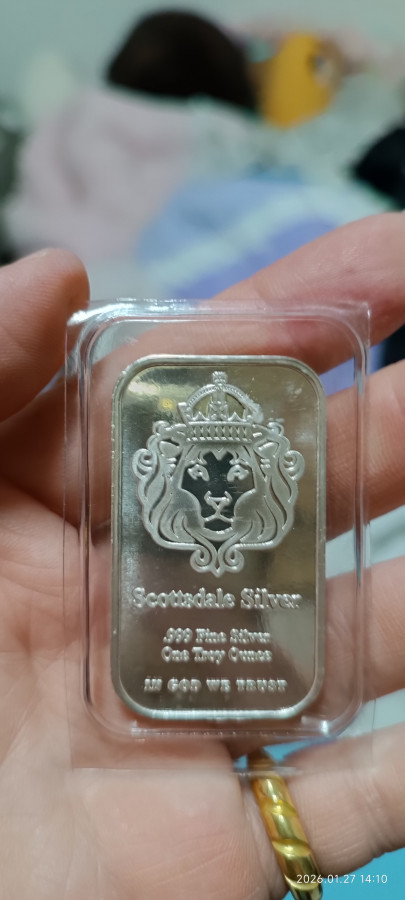 Scottsdale Silver
.999 Fine Silver
One Troy Ounce
IN GOD WE TRUST
2026.01.27 14:10